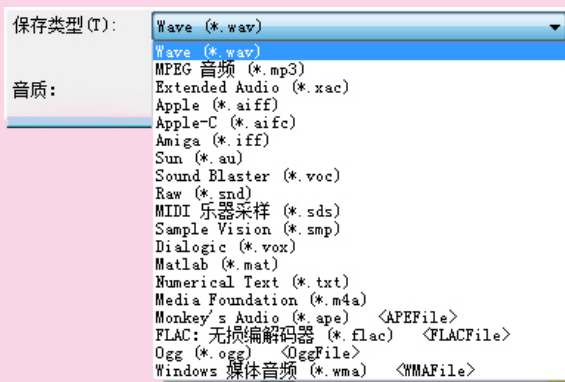 保存类型(T): Wave (*.wav)
Wave (*.wav)
MPEG 音频 (*.mp3)
音质: Extended Audio (*.xac)
Apple (*.aiff)
Apple-C (*.aifc)
Amiga (*.iff)
Sun (*.au)
Sound Blaster (*.voc)
Raw (*.snd)
MIDI 乐器采样 (*.sds)
Sample Vision (*.smp)
Dialogic (*.vox)
Matlab (*.mat)
Numerical Text (*.txt)
Media Foundation (*.m4a)
Monkey's Audio (*.ape) <APEFile>
FLAC: 无损编解码器 (*.flac) <FLACFile>
Ogg (*.ogg) <OggFile>
Windows 媒体音频 (*.wma) <WMAFile>